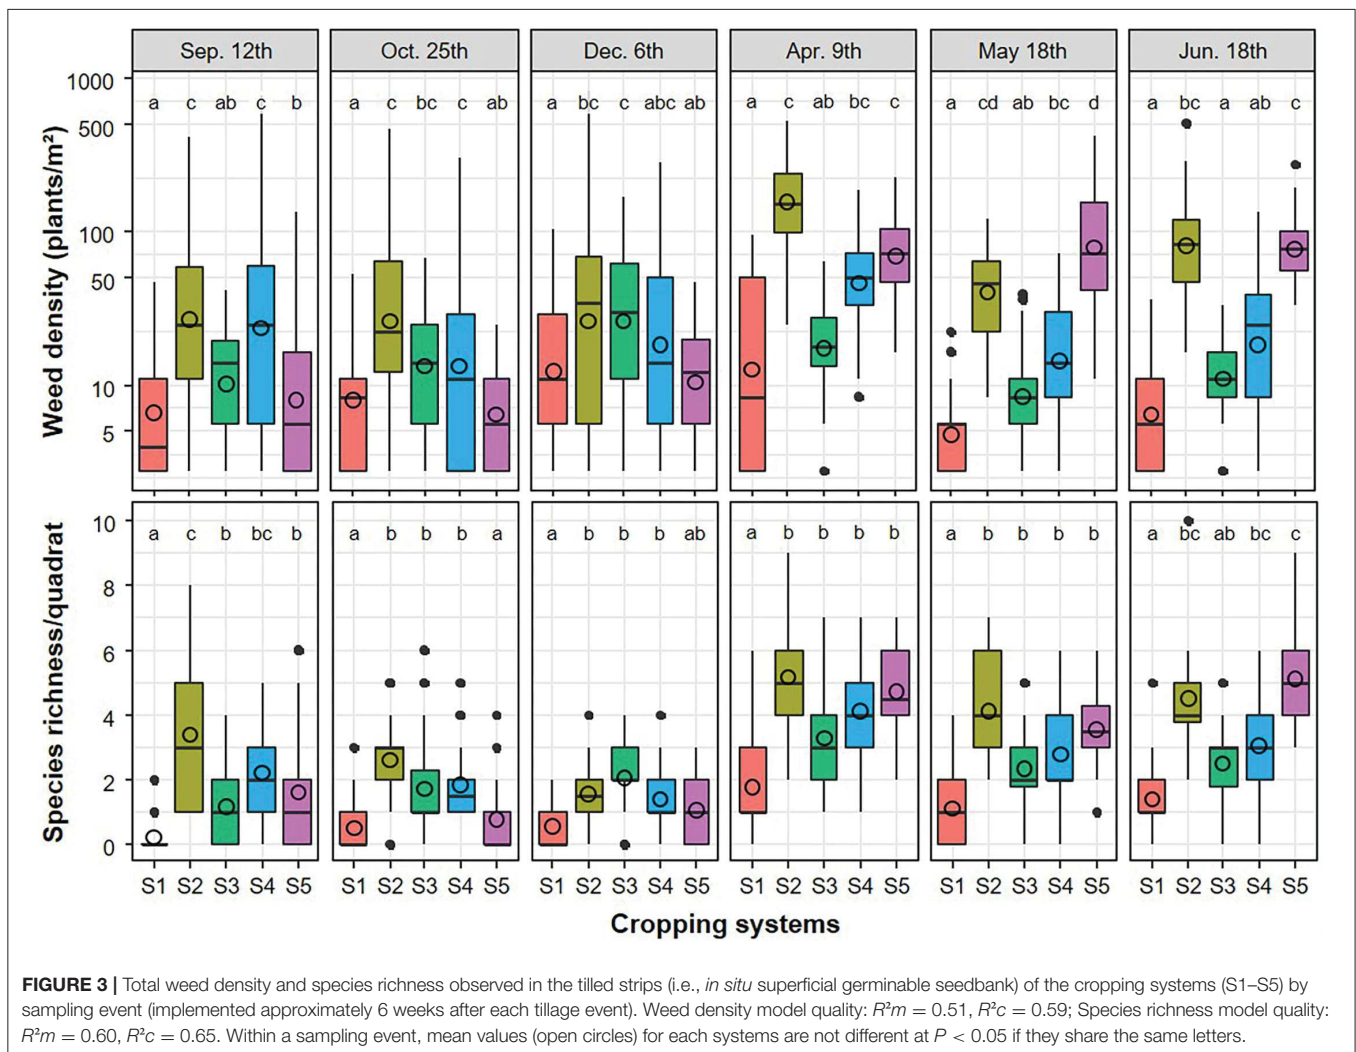 Sep. 12th Oct. 25th Dec. 6th Apr. 9th May 18th Jun. 18th
Weed density (plants/m²)
1000
500
100
50
10
5
a c ab c b
a c bc c ab
a bc c abc ab
a c ab bc c
a cd ab bc d
a bc a ab c
Species richness/quadrat
10
8
6
4
2
0
a c b bc b
a b b b a
a b b b ab
a b b b b
a b b b b
a bc ab bc c
S1 S2 S3 S4 S5 S1 S2 S3 S4 S5 S1 S2 S3 S4 S5 S1 S2 S3 S4 S5 S1 S2 S3 S4 S5 S1 S2 S3 S4 S5
Cropping systems
FIGURE 3 | Total weed density and species richness observed in the tilled strips (i.e., in situ superficial germinable seedbank) of the cropping systems (S1–S5) by
sampling event (implemented approximately 6 weeks after each tillage event). Weed density model quality: R²m = 0.51, R²c = 0.59; Species richness model quality:
R²m = 0.60, R²c = 0.65. Within a sampling event, mean values (open circles) for each systems are not different at P < 0.05 if they share the same letters.